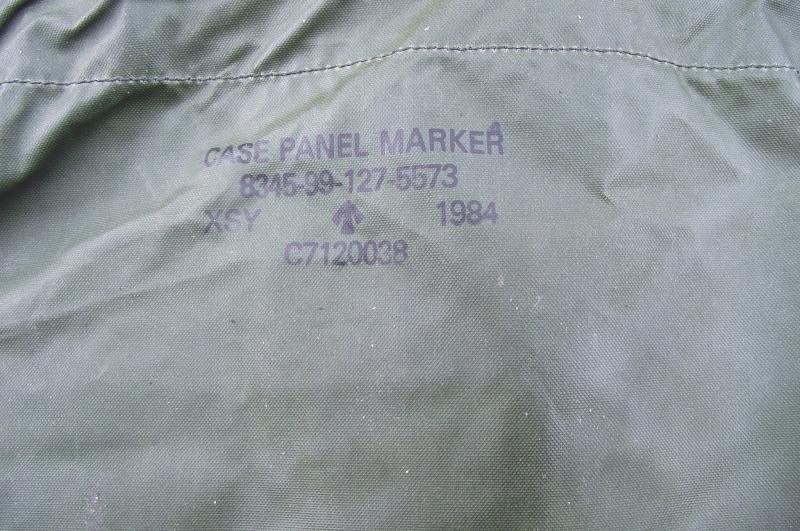 CASE PANEL MARKER
8345-99-127-5573
XSY 1984
C7120038